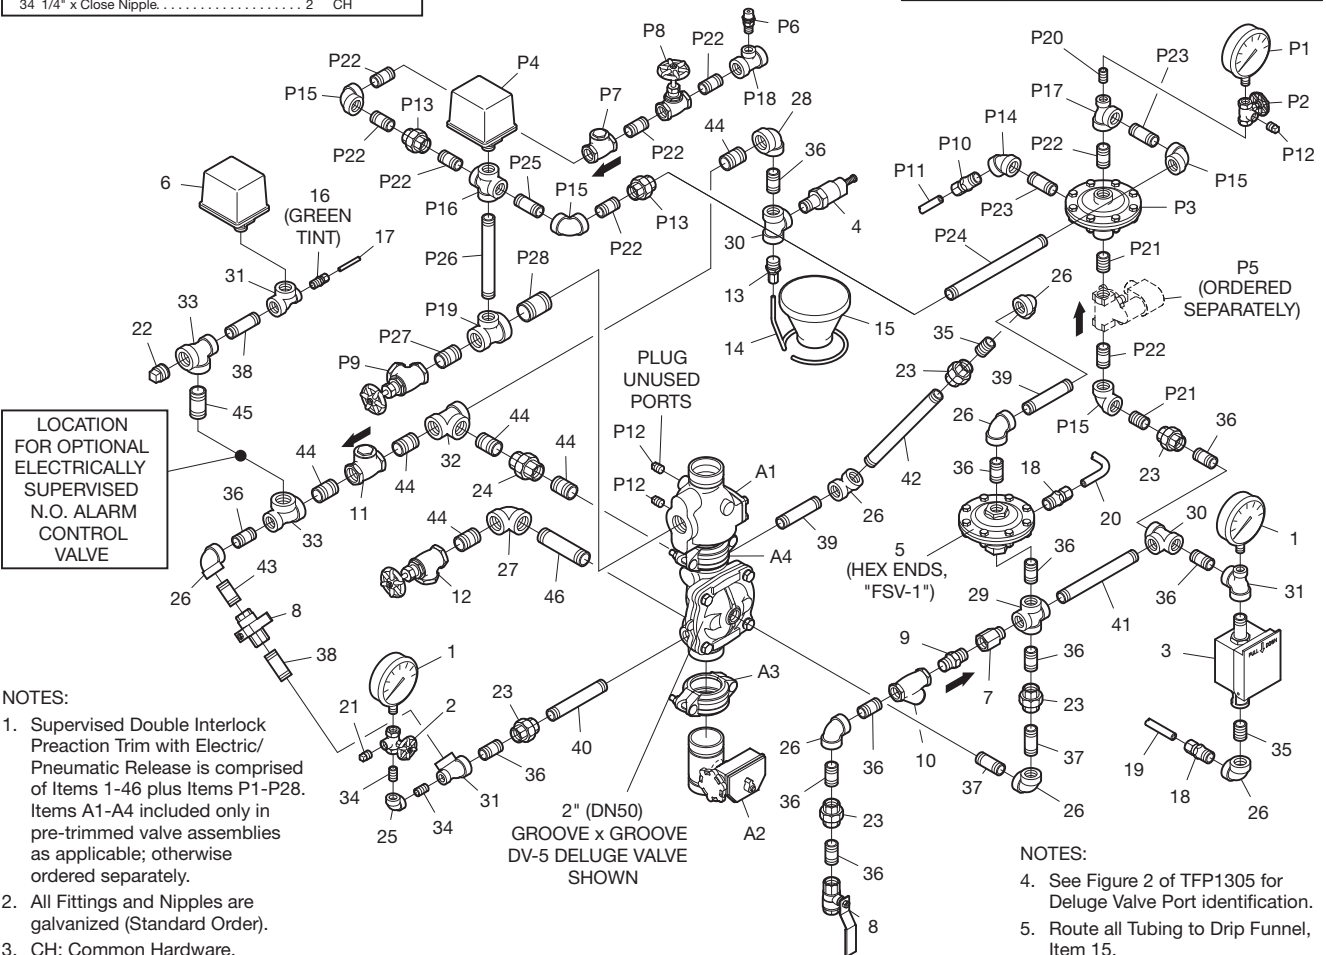 34 1/4" x Close Nipple. . . . . . . . . . . . . . . . . . . 2 CH
P22
P4
P8
P22
P6
P20
P23
P1
P15
P13
P7
P18
28
P17
P14
P2
44
P10
P22
P12
P22
P25
P22
36
P11
6
P22
P15
P15
16
(GREEN
TINT)
P16
P13
P23
P3
17
P22
4
30
P24
P26
P28
P21
31
26
P5
(ORDERED
SEPARATELY)
13
33
P19
15
22
P27
14
35
38
P9
PLUG
UNUSED
PORTS
P22
23
39
45
26
P21
LOCATION
FOR OPTIONAL
ELECTRICALLY
SUPERVISED
N.O. ALARM
CONTROL
VALVE
P15
44
P12
36
44
44
32
A1
36
18
23
44
24
42
36
11
P12
26
20
30
33
44
39
1
5
(HEX ENDS,
"FSV-1")
A4
36
26
43
12
27
46
29
36
31
8
9
41
38
1
36
3
PULL DOWN
7
A3
23
NOTES:
1. Supervised Double Interlock
Preaction Trim with Electric/
Pneumatic Release is comprised
of Items 1-46 plus Items P1-P28.
Items A1-A4 included only in
pre-trimmed valve assemblies
as applicable; otherwise
ordered separately.
2. All Fittings and Nipples are
galvanized (Standard Order).
3. CH: Common Hardware.
21
2
23
40
26
36
10
37
35
36
37
19
18
34
31
36
26
26
25
34
2" (DN50)
GROOVE x GROOVE
DV-5 DELUGE VALVE
SHOWN
A2
23
36
8
NOTES:
4. See Figure 2 of TFP1305 for
Deluge Valve Port identification.
5. Route all Tubing to Drip Funnel,
Item 15.